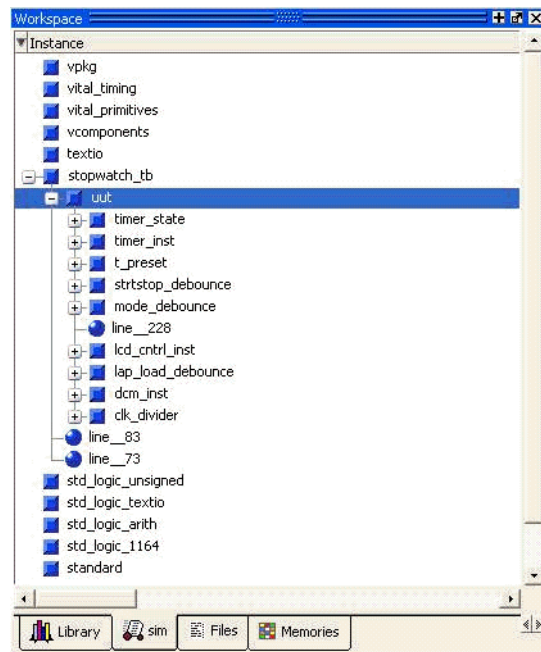 Workspace
Instance
vpkg
vital_timing
vital_primitives
vcomponents
textio
stopwatch_tb
uut
timer_state
timer_inst
t_preset
strtstop_debounce
mode_debounce
line__228
lcd_cntrl_inst
lap_load_debounce
dcm_inst
clk_divider
line__83
line__73
std_logic_unsigned
std_logic_textio
std_logic_arith
std_logic_1164
standard
Library sim Files Memories